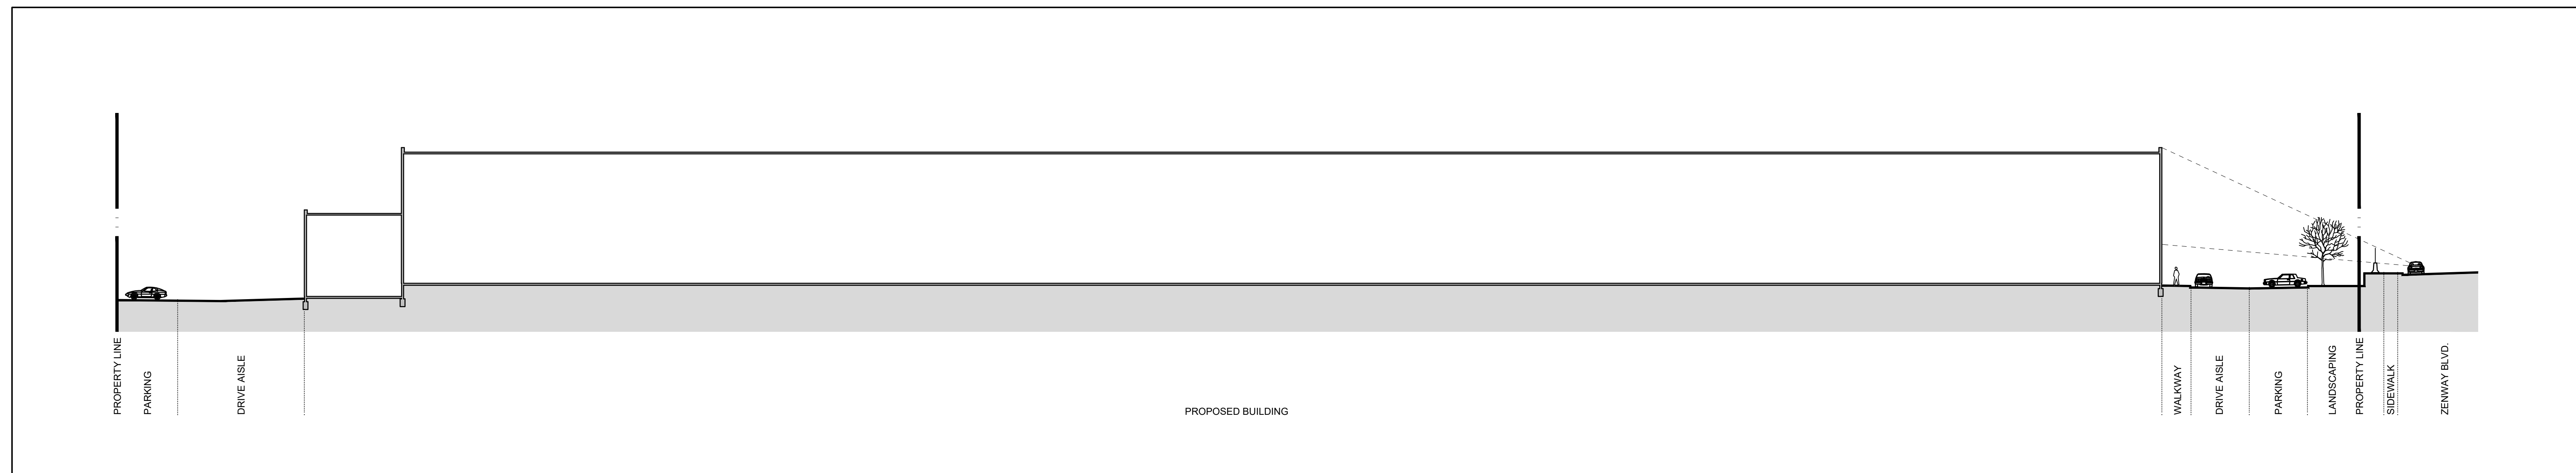 PROPERTY LINE
PARKING
DRIVE AISLE
PROPOSED BUILDING
WALKWAY
DRIVE AISLE
PARKING
LANDSCAPING
PROPERTY LINE
SIDEWALK
ZENWAY BLVD.